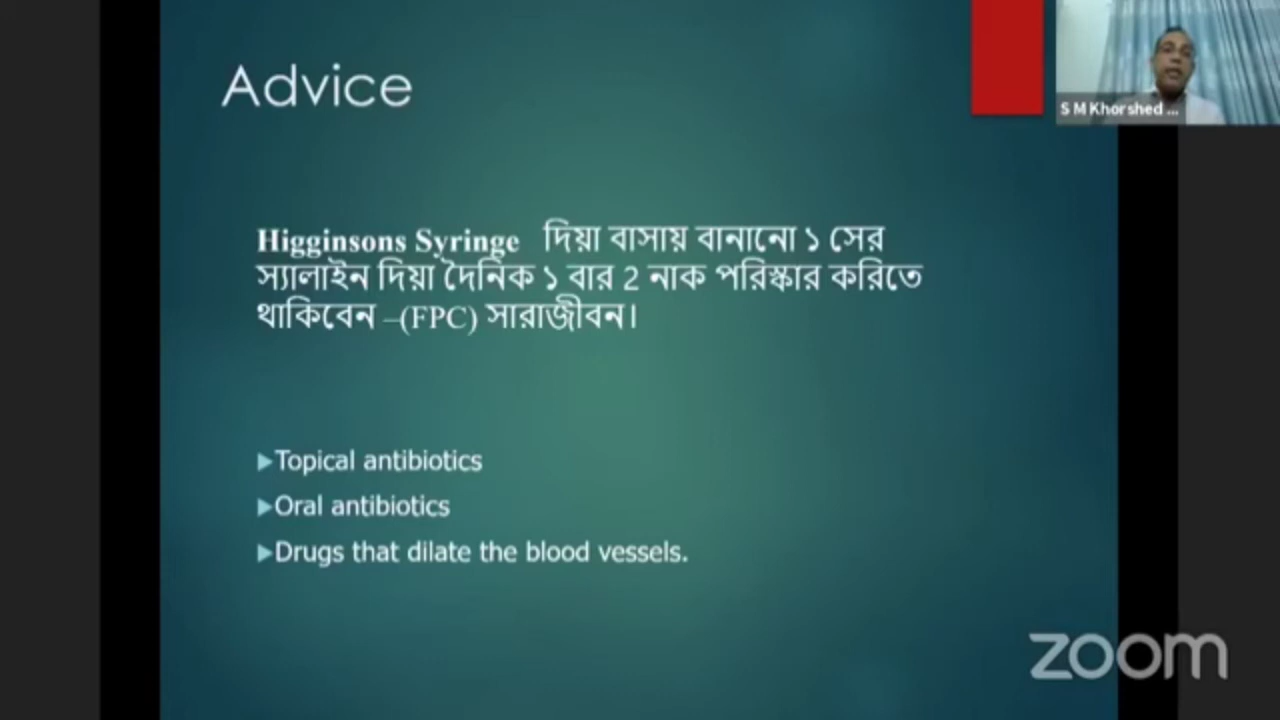 Advice
S M Khorshed ...
Higginsons Syringe দিয়া বাসায় বানানো ১ সের
স্যালাইন দিয়া দৈনিক ১ বার 2 নাক পরিস্কার করিতে
থাকিবেন –(FPC) সারাজীবন।
Topical antibiotics
Oral antibiotics
Drugs that dilate the blood vessels.
zoom